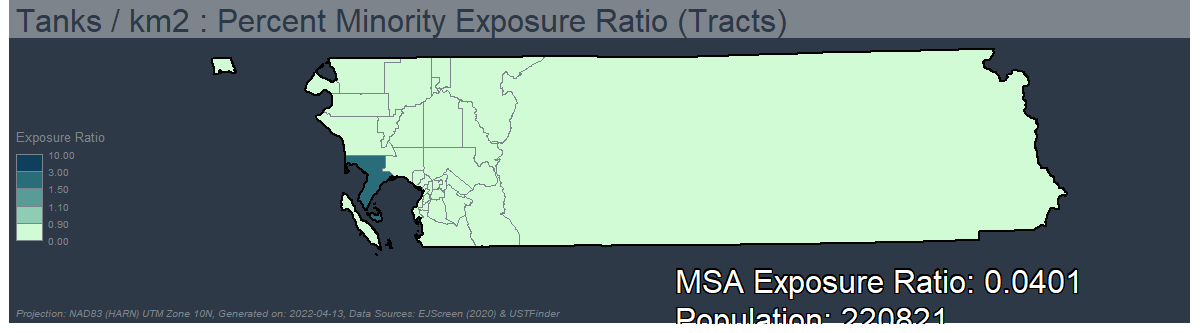 Tanks / km2 : Percent Minority Exposure Ratio (Tracts)
Exposure Ratio
10.00
3.00
1.50
1.10
0.90
0.00
MSA Exposure Ratio: 0.0401
Population: 220821
Projection: NAD83 (HARN) UTM Zone 10N, Generated on: 2022-04-13, Data Sources: EJScreen (2020) & USTFinder